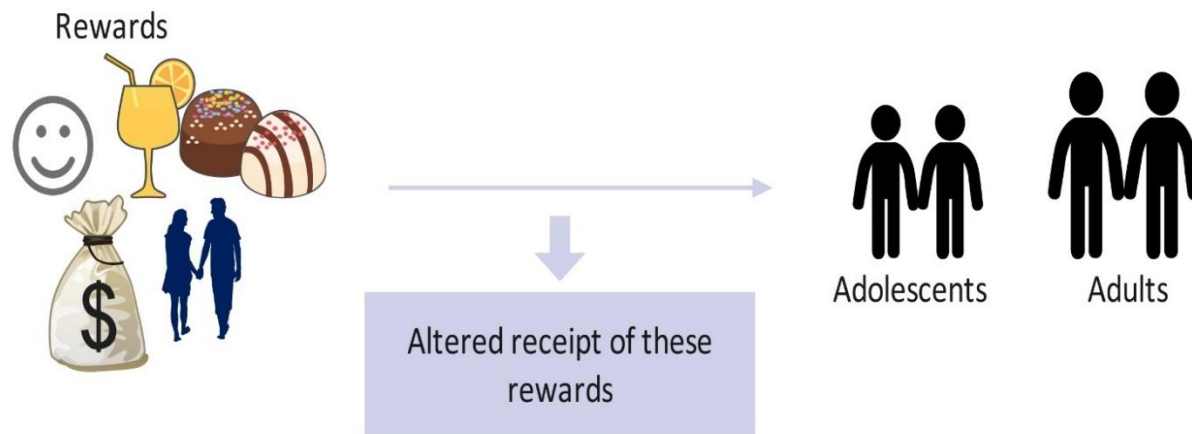 Rewards
$
Adolescents
Adults
Altered receipt of these
rewards